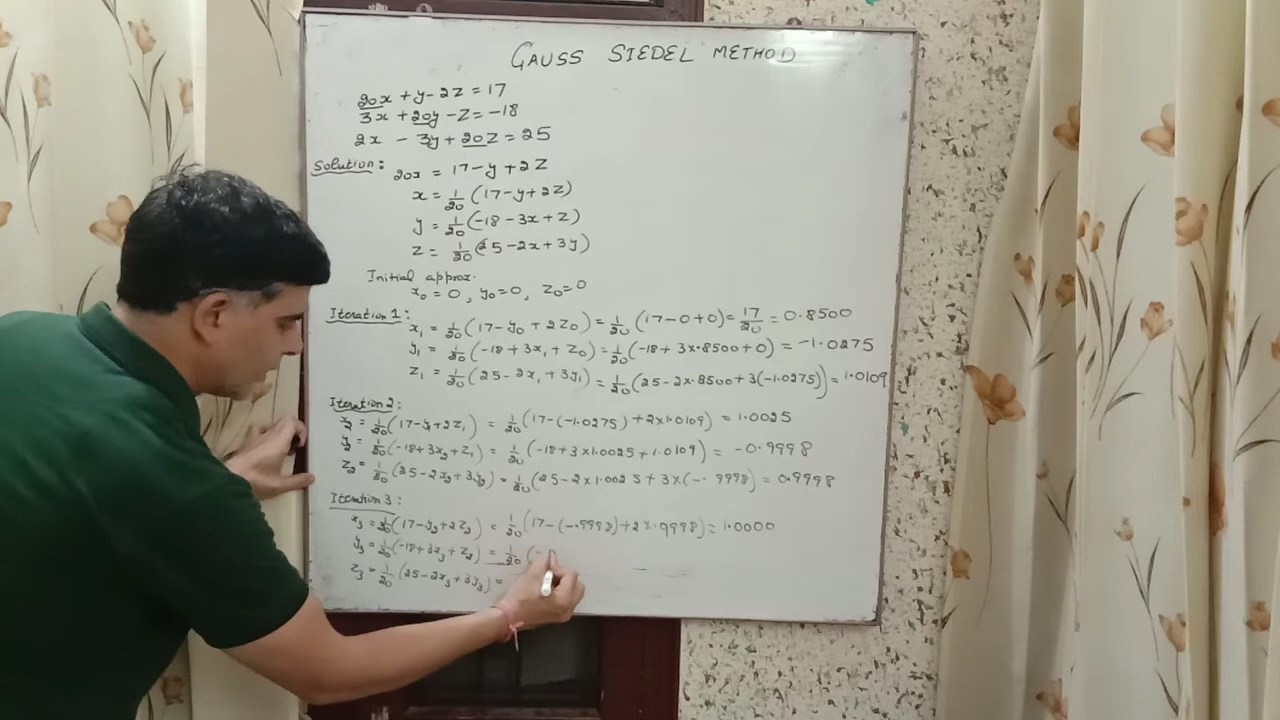 GAUSS SIEDEL METHOD
20x + y - 2z = 17
3x + 20y - z = -18
2x - 3y + 20z = 25
Solution: 20x = 17 - y + 2z
x = 1/20 (17 - y + 2z)
y = 1/20 (-18 - 3x + z)
z = 1/20 (25 - 2x + 3y)
Initial approx.
x₀ = 0, y₀ = 0, z₀ = 0
Iteration 1:
x₁ = 1/20 (17 - y₀ + 2z₀) = 1/20 (17 - 0 + 0) = 17/20 = 0.8500
y₁ = 1/20 (-18 + 3x₁ + z₀) = 1/20 (-18 + 3x.8500 + 0) = -1.0275
z₁ = 1/20 (25 - 2x₁ + 3y₁) = 1/20 (25 - 2x.8500 + 3(-1.0275)) = 1.0109
Iteration 2:
x₂ = 1/20 (17 - y₁ + 2z₁) = 1/20 (17 - (-1.0275) + 2x1.0109) = 1.0025
y₂ = 1/20 (-18 + 3x₂ + z₁) = 1/20 (-18 + 3x1.0025 + 1.0109) = -0.9998
z₂ = 1/20 (25 - 2x₂ + 3y₂) = 1/20 (25 - 2x1.0025 + 3x(-.9998) = 0.9998
Iteration 3:
x₃ = 1/20 (17 - y₂ + 2z₂) = 1/20 (17 - (-.9998) + 2x.9998) = 1.0000
y₃ = 1/20 (-18 + 3x₃ + z₂) = 1/20 (-
z₃ = 1/20 (25 - 2x₃ + 3y₃) =